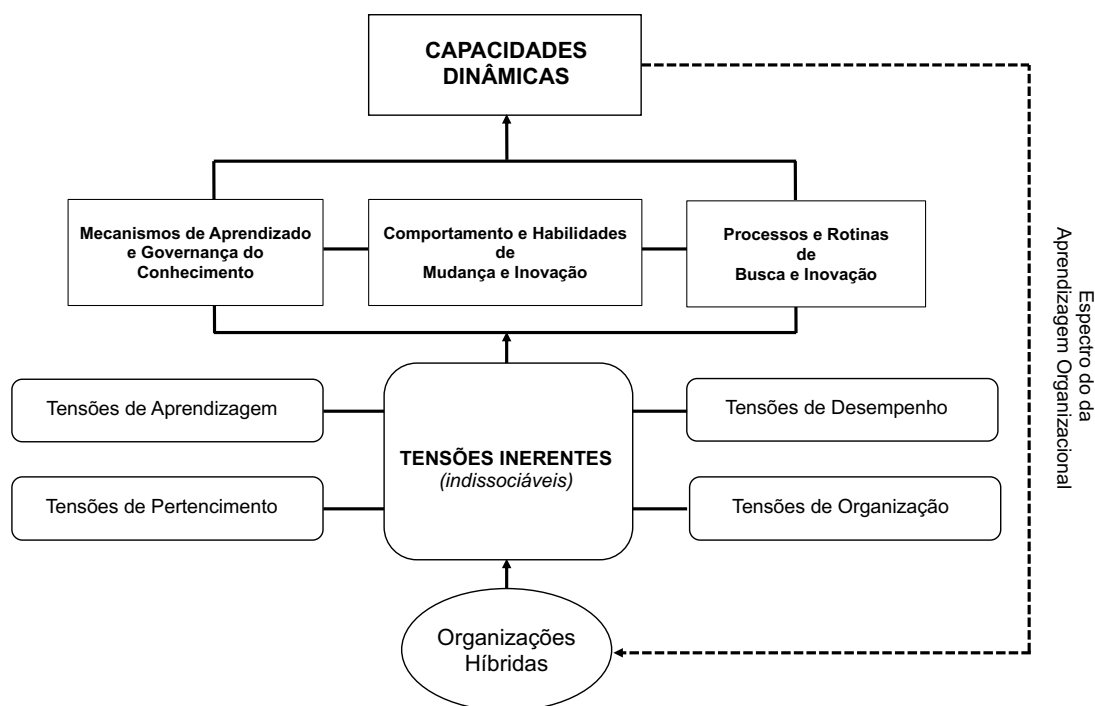 CAPACIDADES
DINÂMICAS
Mecanismos de Aprendizado
e Governança do
Conhecimento
Comportamento e Habilidades
de
Mudança e Inovação
Processos e Rotinas
de
Busca e Inovação
Espectro do da
Aprendizagem Organizacional
Tensões de Aprendizagem
Tensões de Desempenho
TENSÕES INERENTES
(indissociáveis)
Tensões de Pertencimento
Tensões de Organização
Organizações
Híbridas